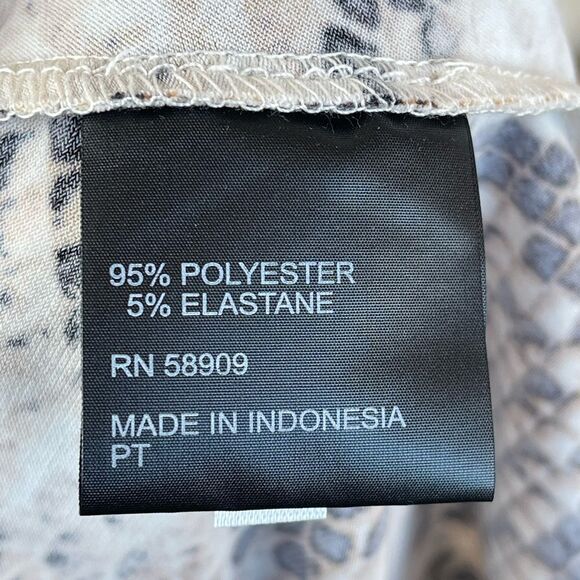 95% POLYESTER
5% ELASTANE
RN 58909
MADE IN INDONESIA
PT